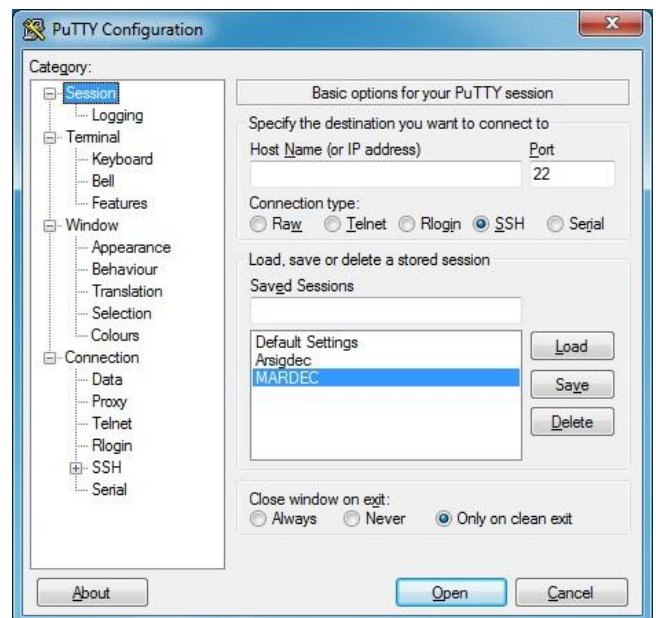 PuTTY Configuration
Category:
Session
Logging
Terminal
Keyboard
Bell
Features
Window
Appearance
Behaviour
Translation
Selection
Colours
Connection
Data
Proxy
Telnet
Rlogin
SSH
Serial
Basic options for your PuTTY session
Specify the destination you want to connect to
Host Name (or IP address) Port
22
Connection type:
Raw Telnet Rlogin SSH Serial
Load, save or delete a stored session
Saved Sessions
Default Settings
Arsigdec
MARDEC
Load
Save
Delete
Close window on exit:
Always Never Only on clean exit
About Open Cancel